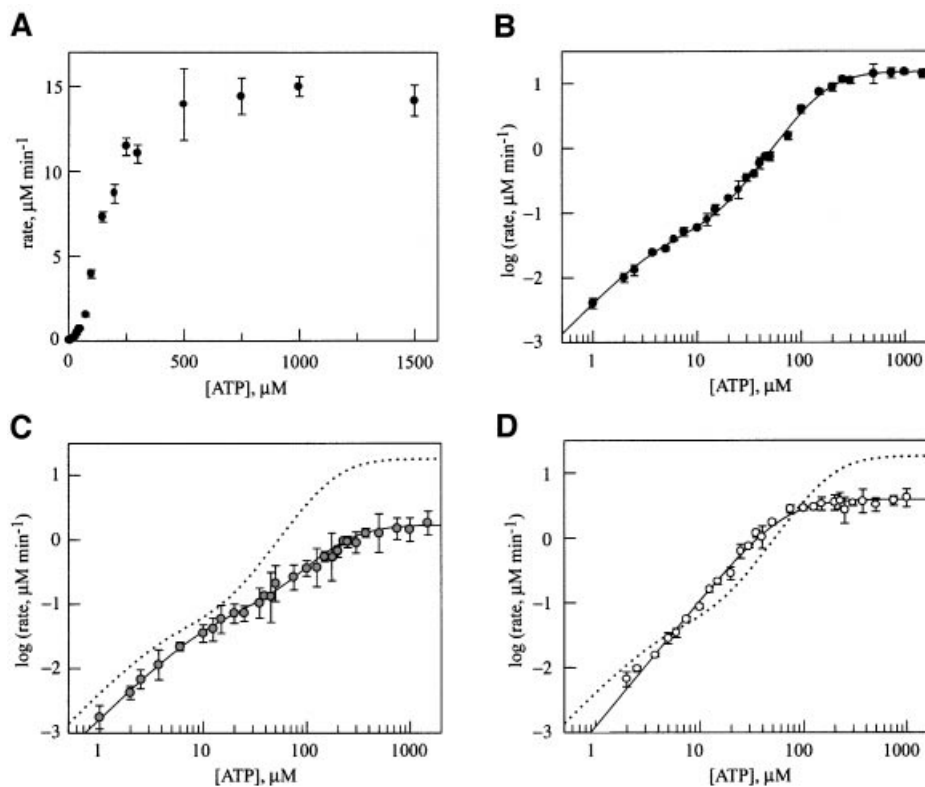 A
rate, µM min⁻¹
15
10
5
0
0 500 1000 1500
[ATP], µM
B
log (rate, µM min⁻¹)
1
0
−1
−2
−3
1 10 100 1000
[ATP], µM
C
log (rate, µM min⁻¹)
1
0
−1
−2
−3
1 10 100 1000
[ATP], µM
D
log (rate, µM min⁻¹)
1
0
−1
−2
−3
1 10 100 1000
[ATP], µM